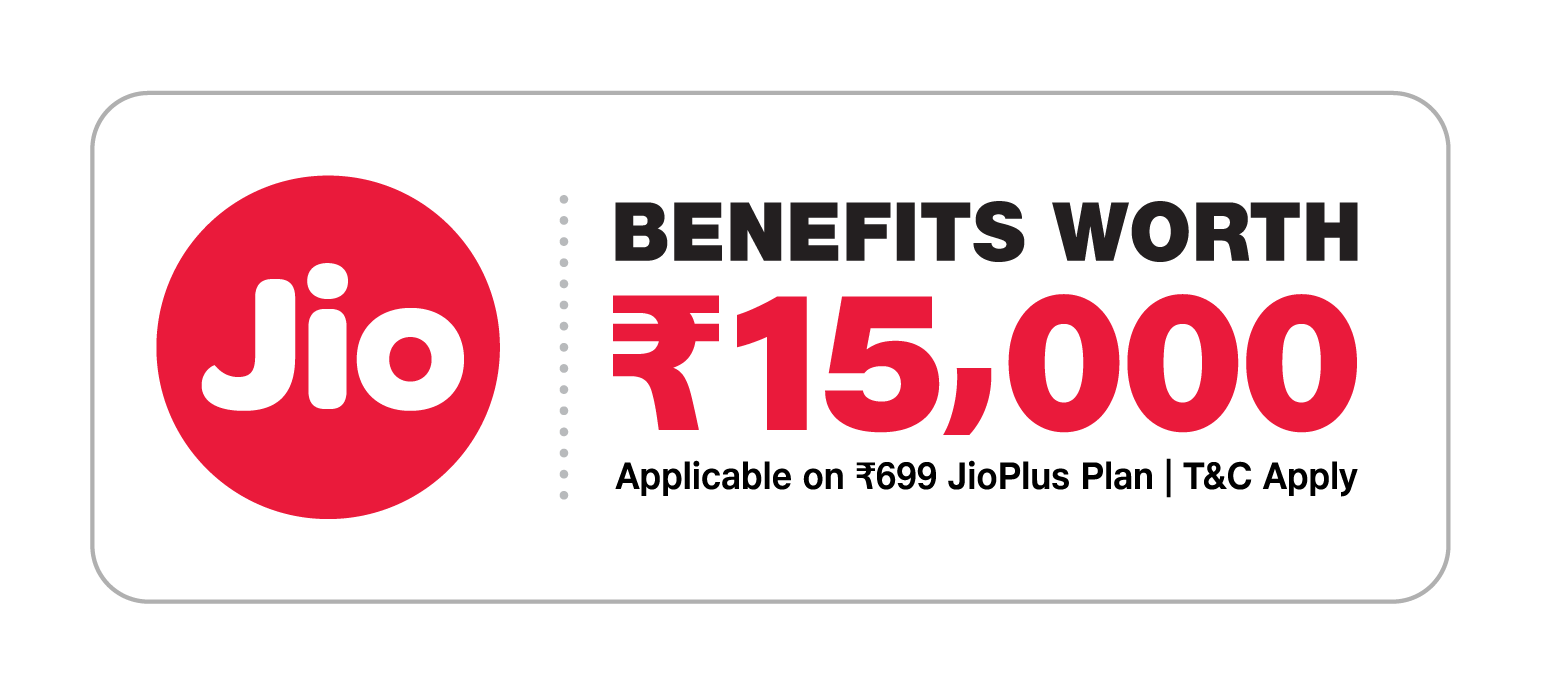 Jio
BENEFITS WORTH
₹15,000
Applicable on ₹699 JioPlus Plan | T&C Apply